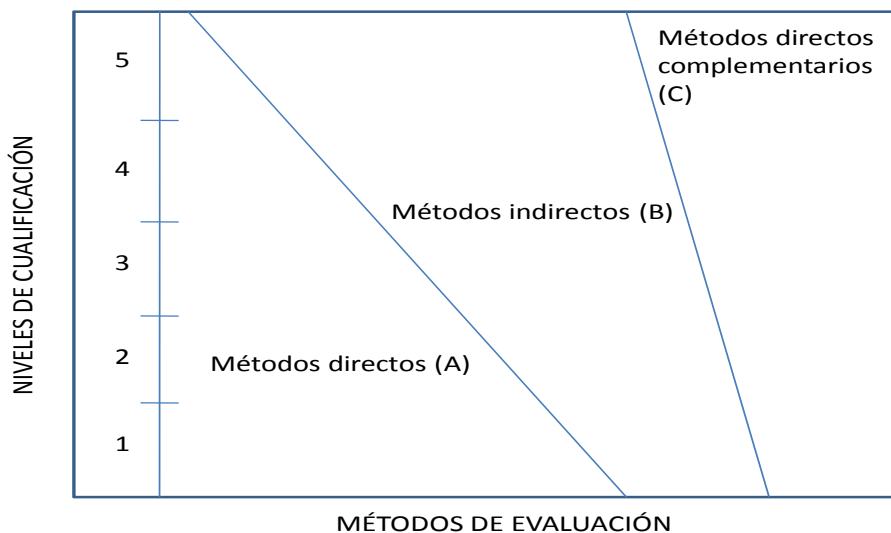 Métodos directos
complementarios
(C)
5
4
3
2
1
Métodos indirectos (B)
Métodos directos (A)
NIVELES DE CUALIFICACIÓN
MÉTODOS DE EVALUACIÓN